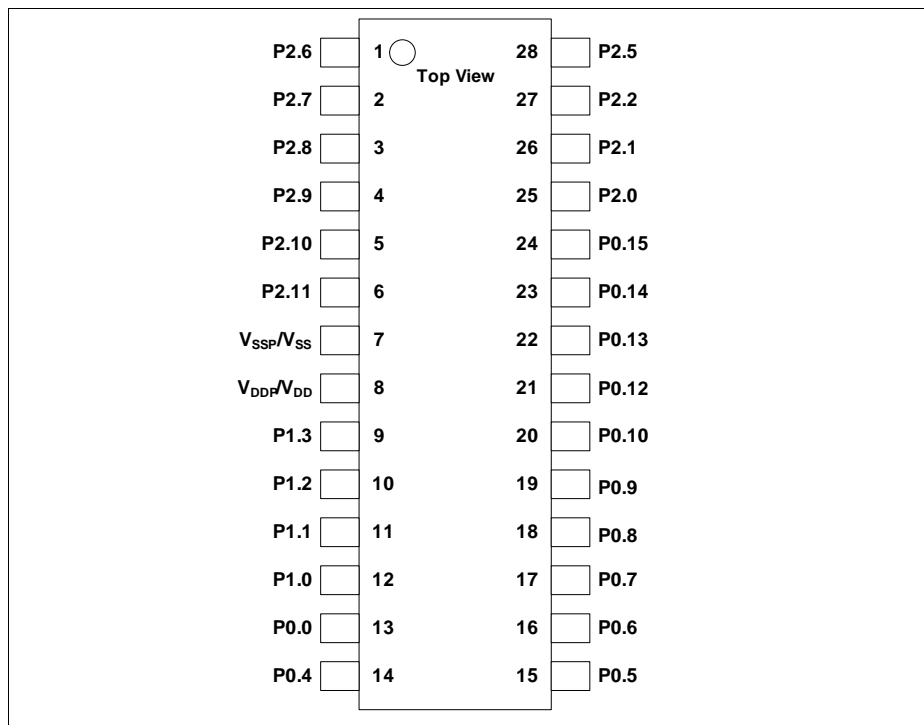 P2.6 1 28 P2.5
Top View
P2.7 2 27 P2.2
P2.8 3 26 P2.1
P2.9 4 25 P2.0
P2.10 5 24 P0.15
P2.11 6 23 P0.14
VSSP/VSS 7 22 P0.13
VDDP/VDD 8 21 P0.12
P1.3 9 20 P0.10
P1.2 10 19 P0.9
P1.1 11 18 P0.8
P1.0 12 17 P0.7
P0.0 13 16 P0.6
P0.4 14 15 P0.5